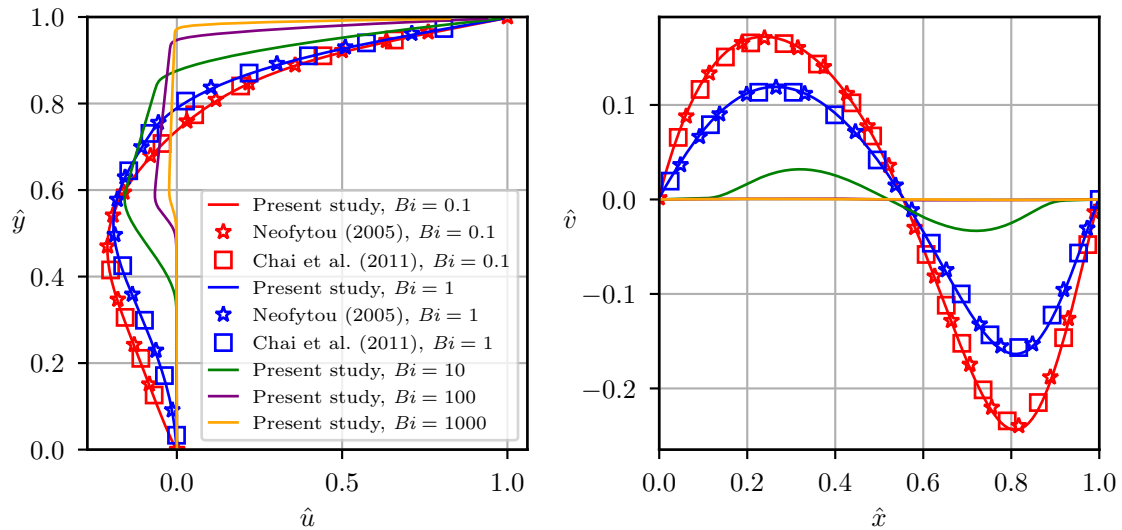 1.0
0.8
0.6
0.4
0.2
0.0
ŷ
0.0 0.5 1.0
û
Present study, Bi = 0.1
Neofytou (2005), Bi = 0.1
Chai et al. (2011), Bi = 0.1
Present study, Bi = 1
Neofytou (2005), Bi = 1
Chai et al. (2011), Bi = 1
Present study, Bi = 10
Present study, Bi = 100
Present study, Bi = 1000
0.1
0.0
−0.1
−0.2
v̂
0.0 0.2 0.4 0.6 0.8 1.0
x̂